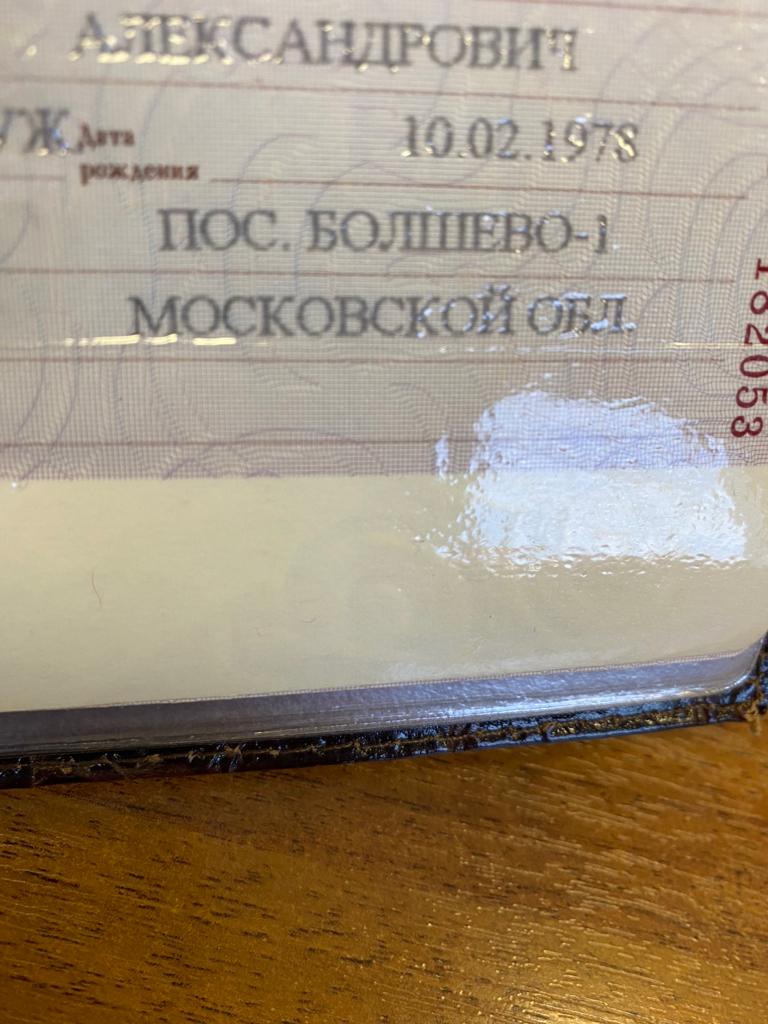 АЛЕКСАНДРОВИЧ
УЖ. Дата рождения 10.02.1978
ПОС. БОЛШЕВО-1
МОСКОВСКОЙ ОБЛ.
182053